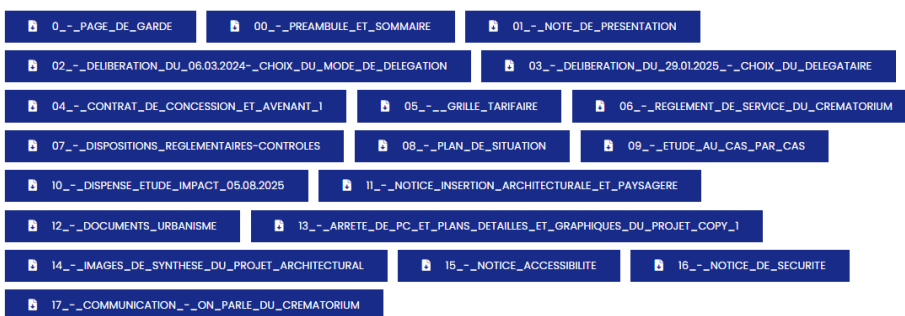 0_-_PAGE_DE_GARDE 00_-_PREAMBULE_ET_SOMMAIRE 01_-_NOTE_DE_PRESENTATION
02_-_DELIBERATION_DU_06.03.2024-_CHOIX_DU_MODE_DE_DELEGATION 03_-_DELIBERATION_DU_29.01.2025_-_CHOIX_DU_DELEGATAIRE
04_-_CONTRAT_DE_CONCESSION_ET_AVENANT_1 05_-__GRILLE_TARIFAIRE 06_-_REGLEMENT_DE_SERVICE_DU_CREMATORIUM
07_-_DISPOSITIONS_REGLEMENTAIRES-CONTROLES 08_-_PLAN_DE_SITUATION 09_-_ETUDE_AU_CAS_PAR_CAS
10_-_DISPENSE_ETUDE_IMPACT_05.08.2025 11_-_NOTICE_INSERTION_ARCHITECTURALE_ET_PAYSAGERE
12_-_DOCUMENTS_URBANISME 13_-_ARRETE_DE_PC_ET_PLANS_DETAILLES_ET_GRAPHIQUES_DU_PROJET_COPY_1
14_-_IMAGES_DE_SYNTHESE_DU_PROJET_ARCHITECTURAL 15_-_NOTICE_ACCESSIBILITE 16_-_NOTICE_DE_SECURITE
17_-_COMMUNICATION_-_ON_PARLE_DU_CREMATORIUM